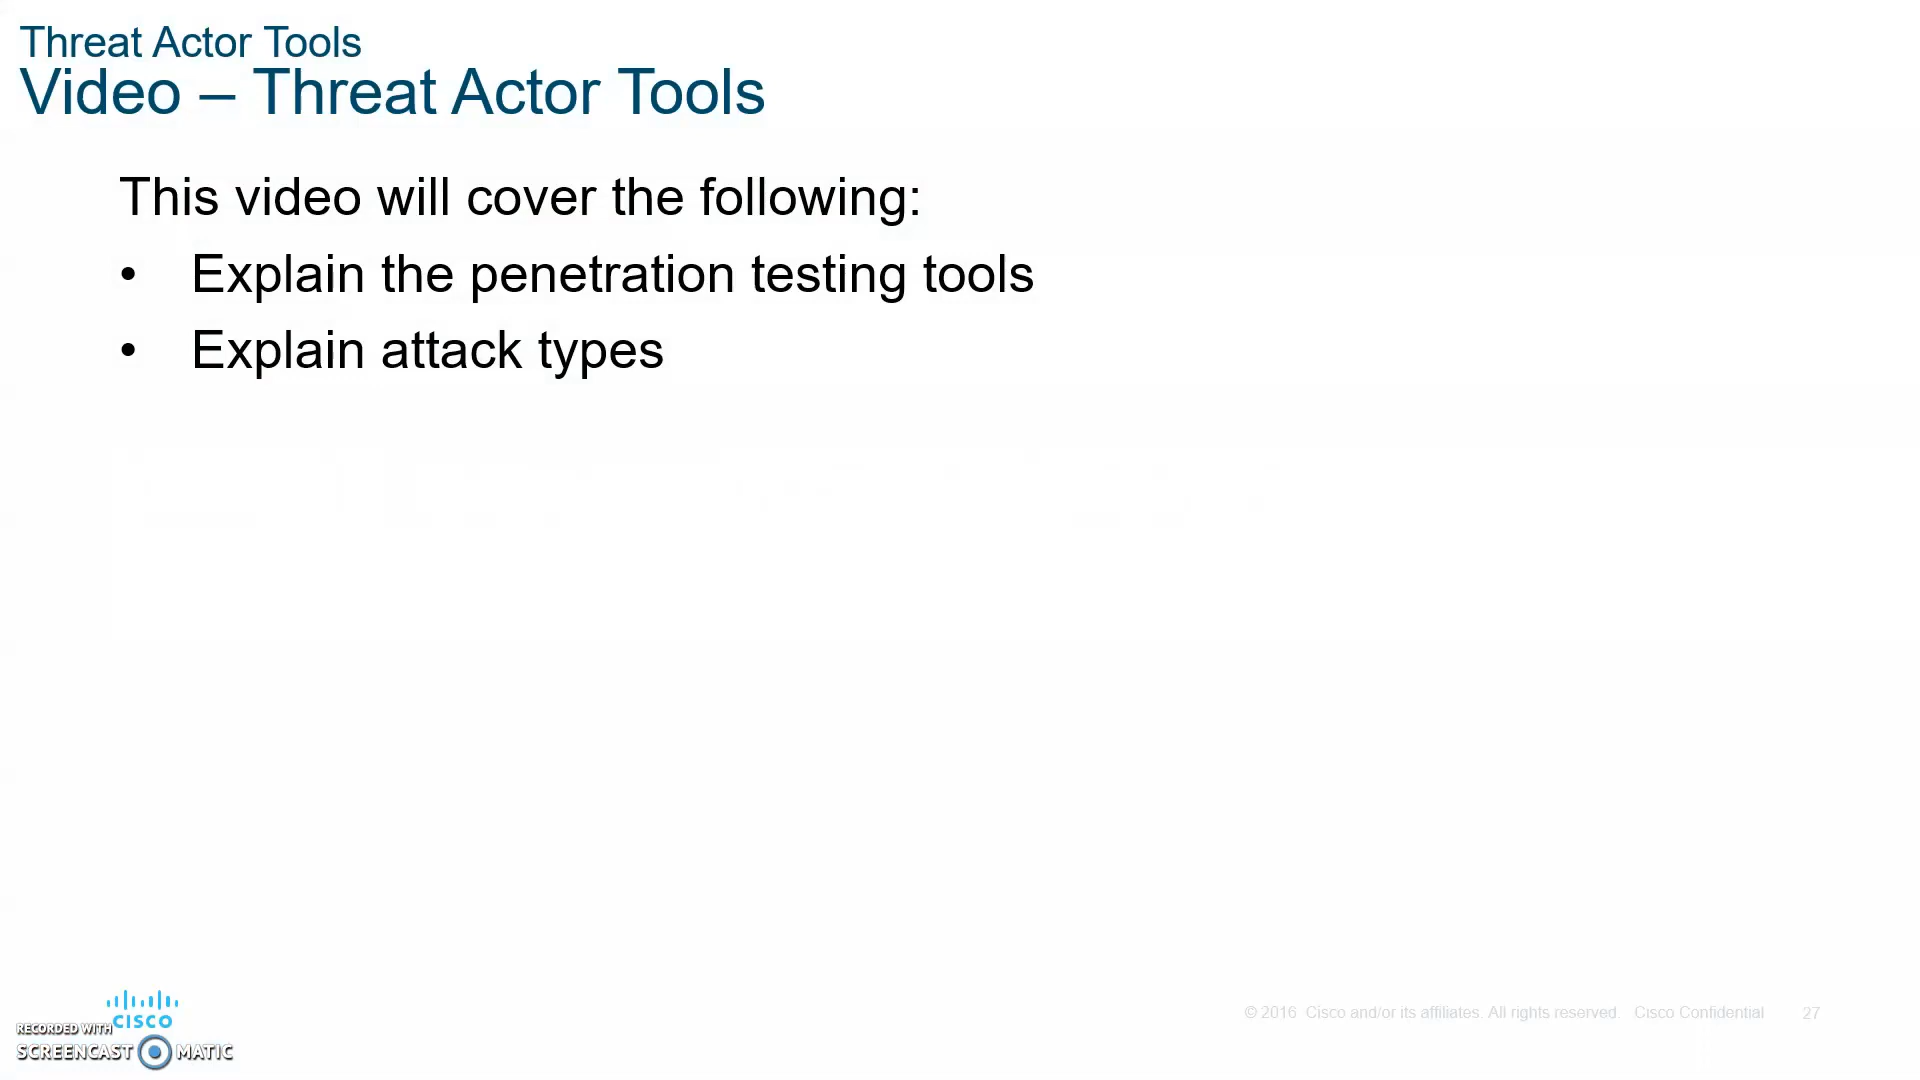 Threat Actor Tools
Video – Threat Actor Tools
This video will cover the following:
• Explain the penetration testing tools
• Explain attack types
CISCO
RECORDED WITH
SCREENCAST MATIC
© 2016 Cisco and/or its affiliates. All rights reserved. Cisco Confidential 27